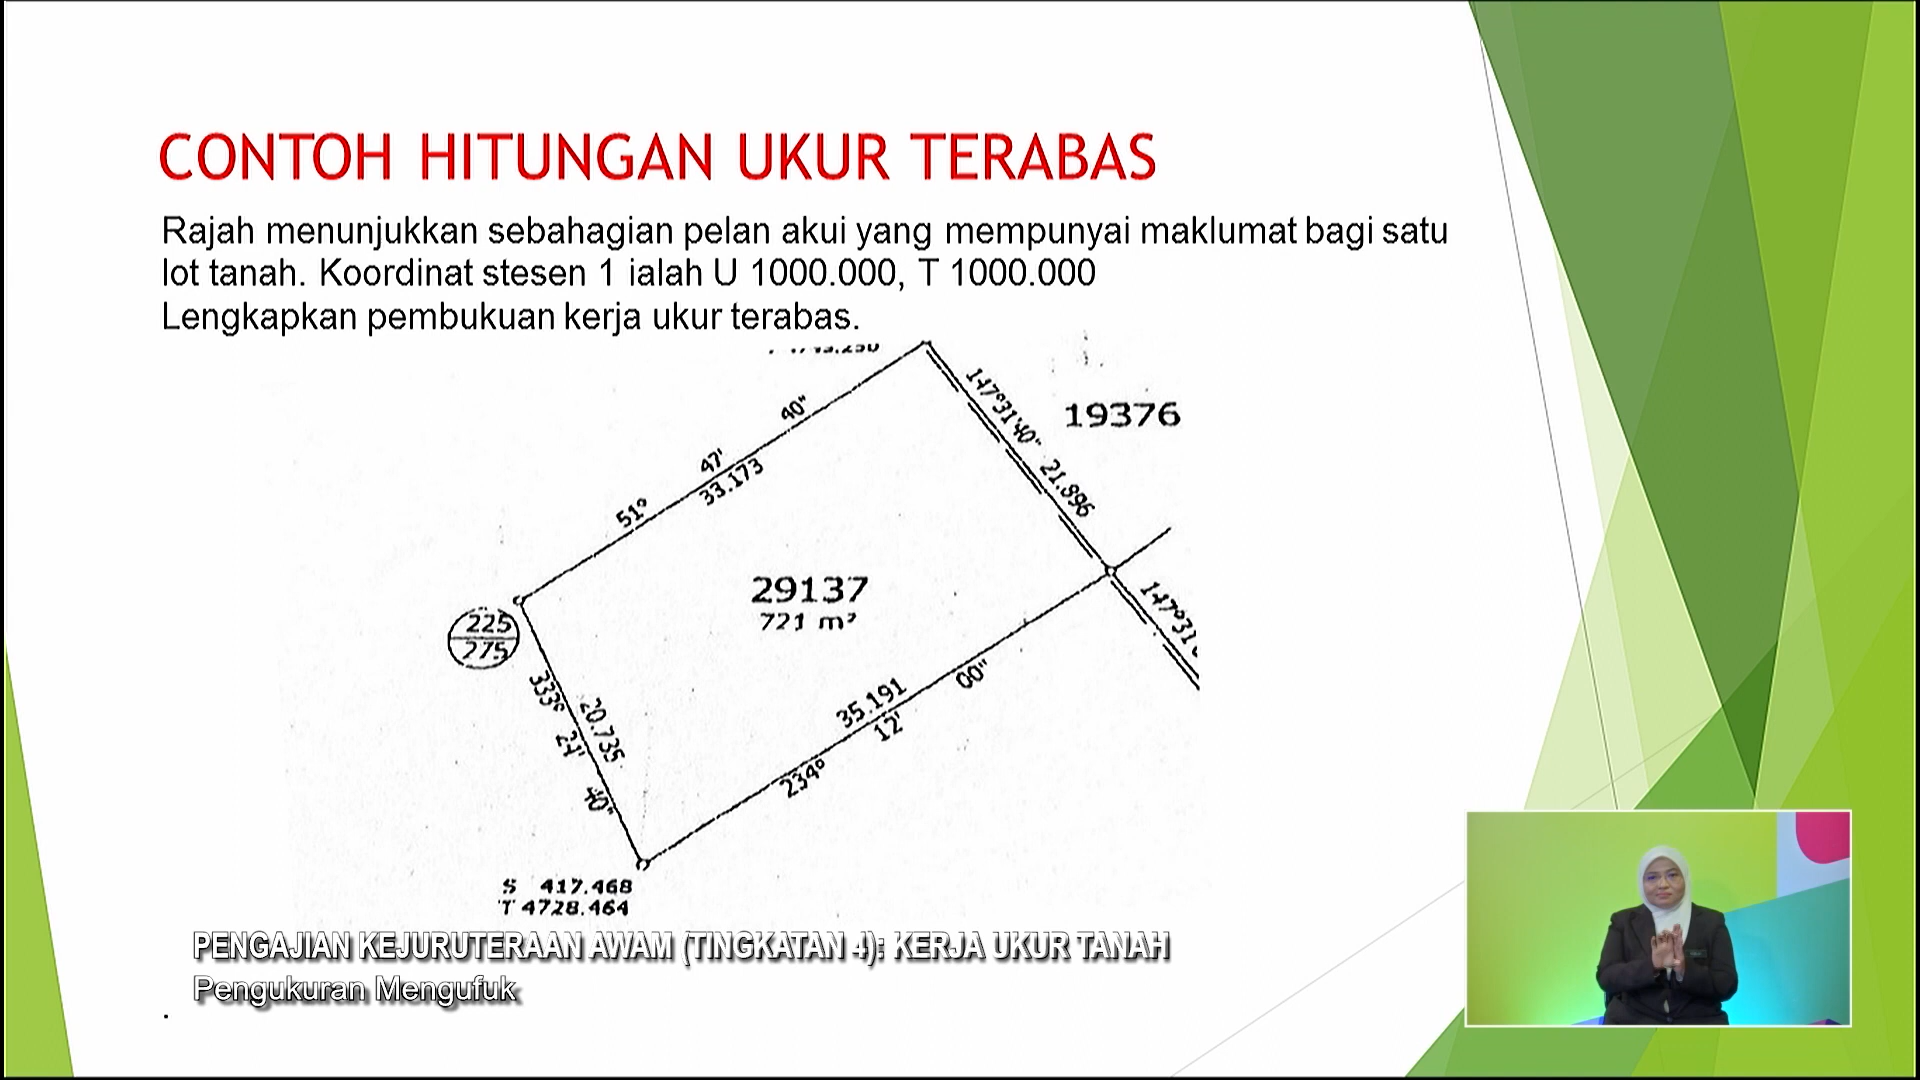 CONTOH HITUNGAN UKUR TERABAS
Rajah menunjukkan sebahagian pelan akui yang mempunyai maklumat bagi satu
lot tanah. Koordinat stesen 1 ialah U 1000.000, T 1000.000
Lengkapkan pembukuan kerja ukur terabas.
147°31'40" 21.896
19376
51° 47' 40"
33.173
29137
721 m²
225
275
147°31'
333° 24' 40"
20.735
35.191
234° 12' 00"
S 417.468
T 4728.464
PENGAJIAN KEJURUTERAAN AWAM (TINGKATAN 4): KERJA UKUR TANAH
Pengukuran Mengufuk
.